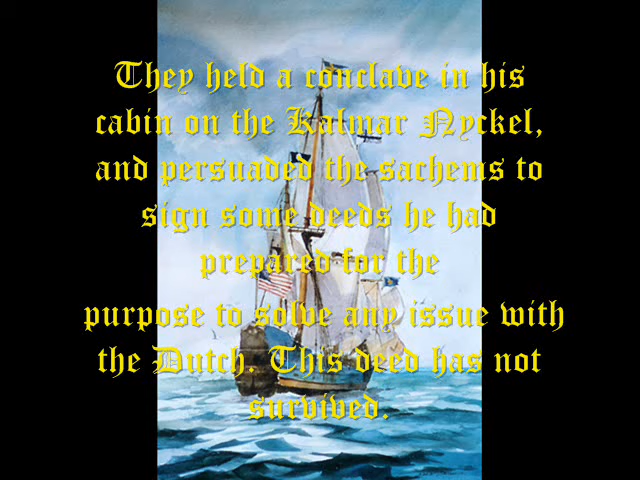 They held a conclave in his
cabin on the Kalmar Nyckel,
and persuaded the sachems to
sign some deeds he had
prepared for the
purpose to solve any issue with
the Dutch. This deed has not
survived.